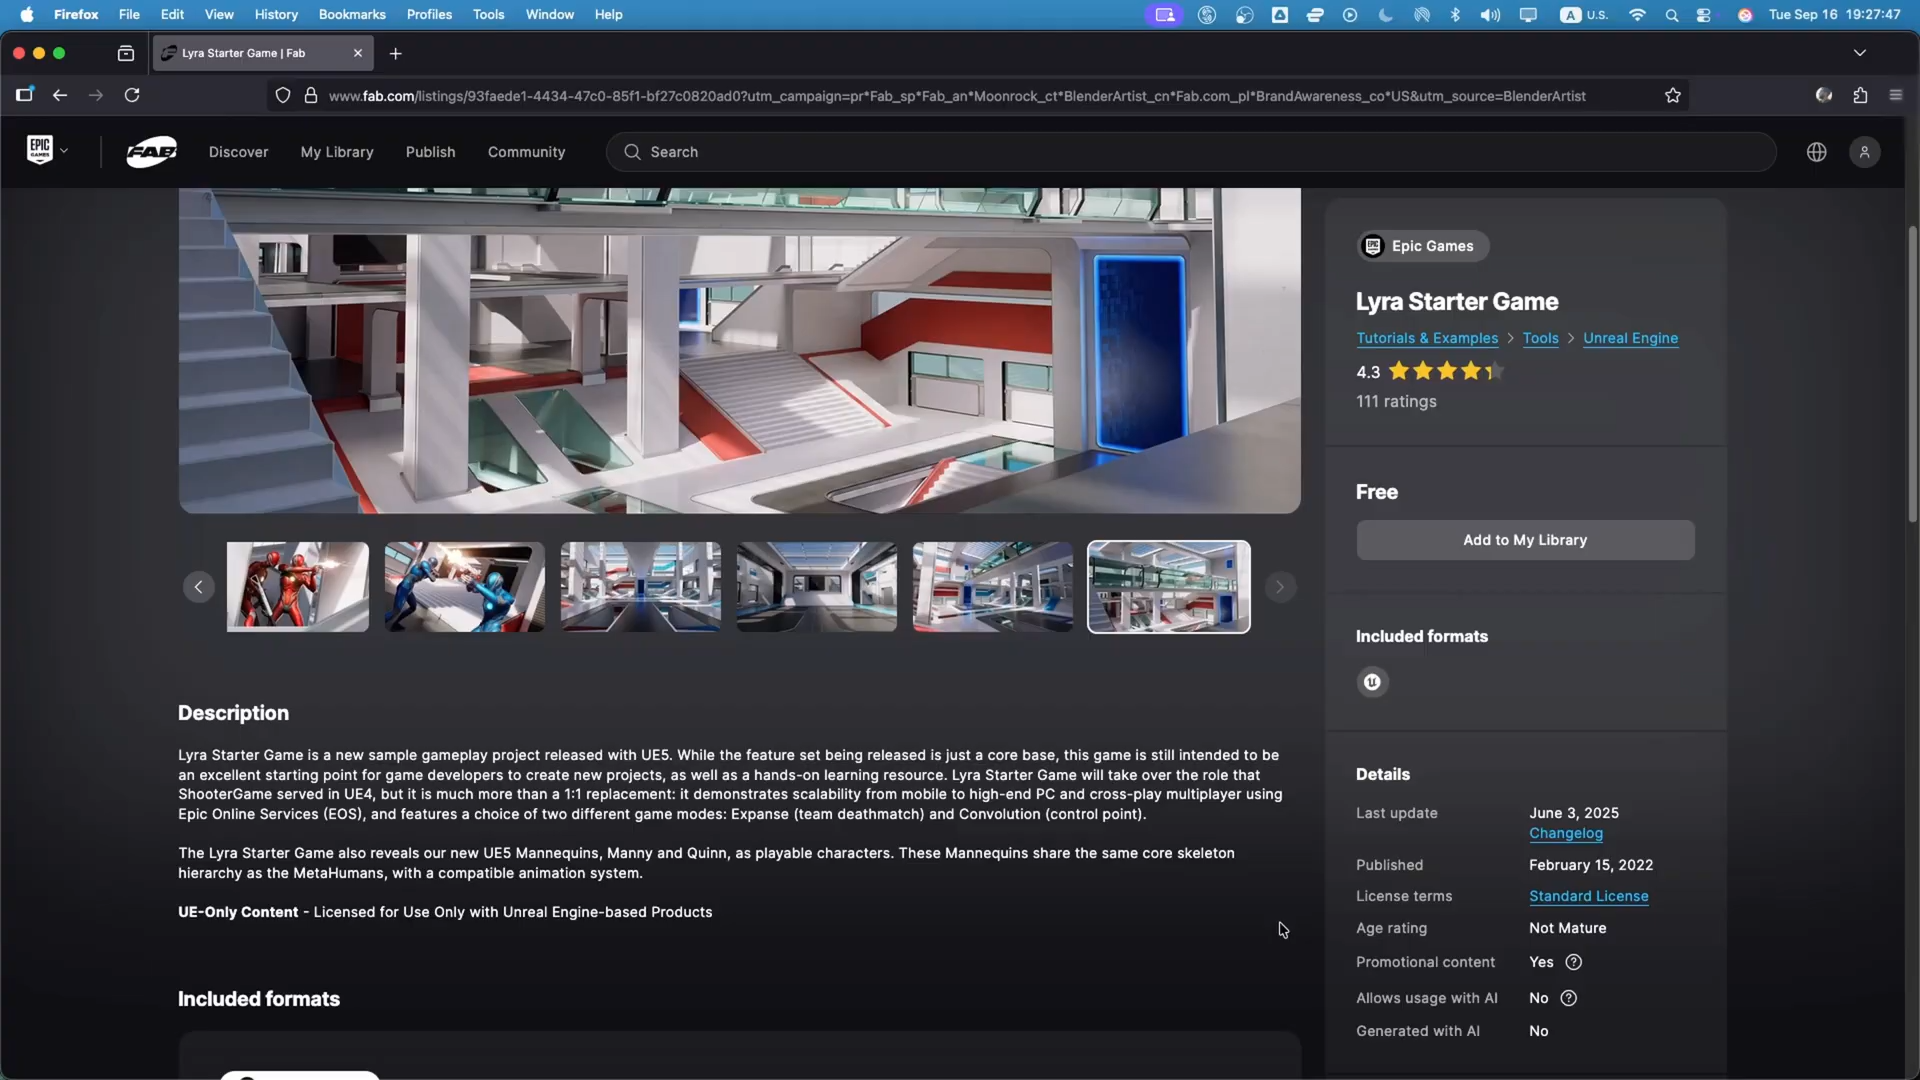 Firefox File Edit View History Bookmarks Profiles Tools Window Help
A U.S. Tue Sep 16 19:27:47
Lyra Starter Game | Fab
www.fab.com/listings/93faede1-4434-47c0-85f1-bf27c0820ad0?utm_campaign=pr*Fab_sp*Fab_an*Moonrock_ct*BlenderArtist_cn*Fab.com_pl*BrandAwareness_co*US&utm_source=BlenderArtist
EPIC GAMES
FAB
Discover My Library Publish Community
Search
Epic Games
Lyra Starter Game
Tutorials & Examples > Tools > Unreal Engine
4.3
111 ratings
Free
Add to My Library
Included formats
Description
Lyra Starter Game is a new sample gameplay project released with UE5. While the feature set being released is just a core base, this game is still intended to be
an excellent starting point for game developers to create new projects, as well as a hands-on learning resource. Lyra Starter Game will take over the role that
ShooterGame served in UE4, but it is much more than a 1:1 replacement: it demonstrates scalability from mobile to high-end PC and cross-play multiplayer using
Epic Online Services (EOS), and features a choice of two different game modes: Expanse (team deathmatch) and Convolution (control point).
The Lyra Starter Game also reveals our new UE5 Mannequins, Manny and Quinn, as playable characters. These Mannequins share the same core skeleton
hierarchy as the MetaHumans, with a compatible animation system.
UE-Only Content - Licensed for Use Only with Unreal Engine-based Products
Included formats
Details
Last update June 3, 2025
Changelog
Published February 15, 2022
License terms Standard License
Age rating Not Mature
Promotional content Yes
Allows usage with AI No
Generated with AI No